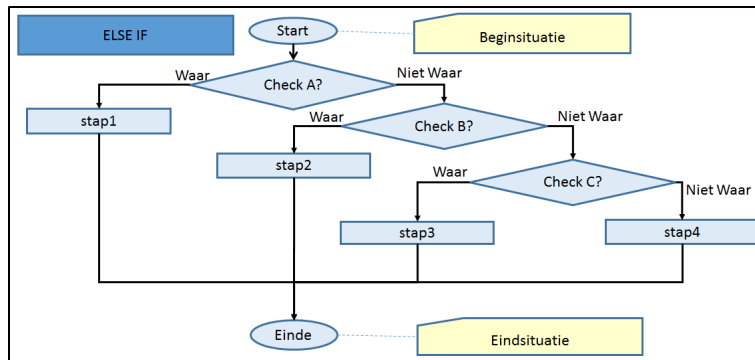 ELSE IF
Start
Beginsituatie
Waar
Check A?
Niet Waar
stap1
Waar
Check B?
Niet Waar
stap2
Waar
Check C?
Niet Waar
stap3
stap4
Einde
Eindsituatie